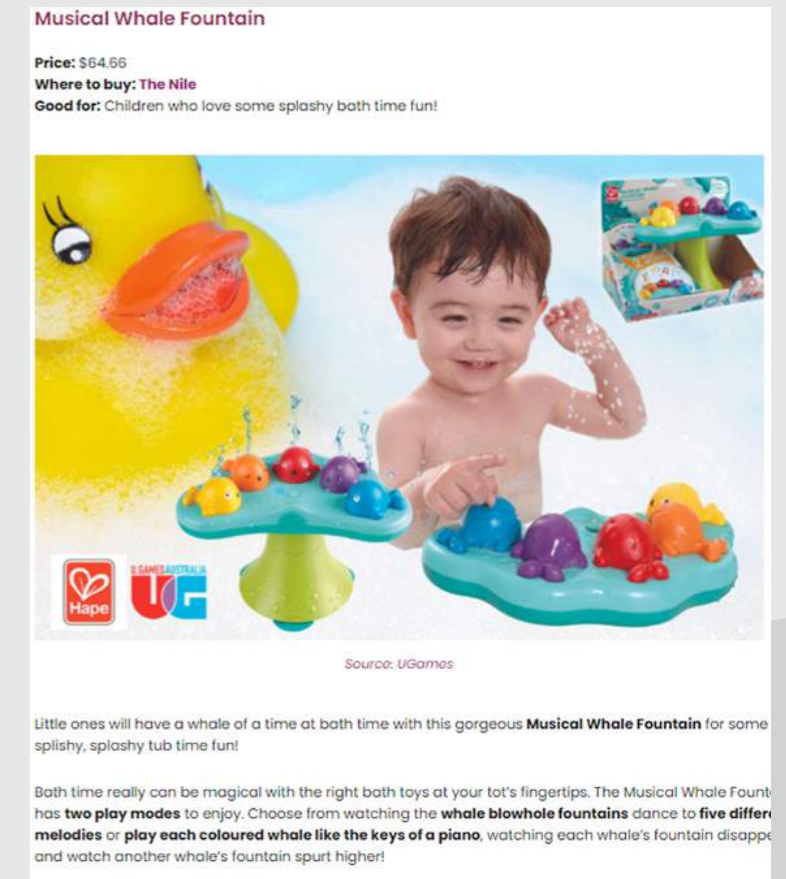 Musical Whale Fountain
Price: $64.66
Where to buy: The Nile
Good for: Children who love some splashy bath time fun!
Hape
U.GAMES AUSTRALIA
UG
Source: UGames
Little ones will have a whale of a time at bath time with this gorgeous Musical Whale Fountain for some
splishy, splashy tub time fun!
Bath time really can be magical with the right bath toys at your tot's fingertips. The Musical Whale Fount
has two play modes to enjoy. Choose from watching the whale blowhole fountains dance to five differ
melodies or play each coloured whale like the keys of a piano, watching each whale's fountain disappe
and watch another whale's fountain spurt higher!